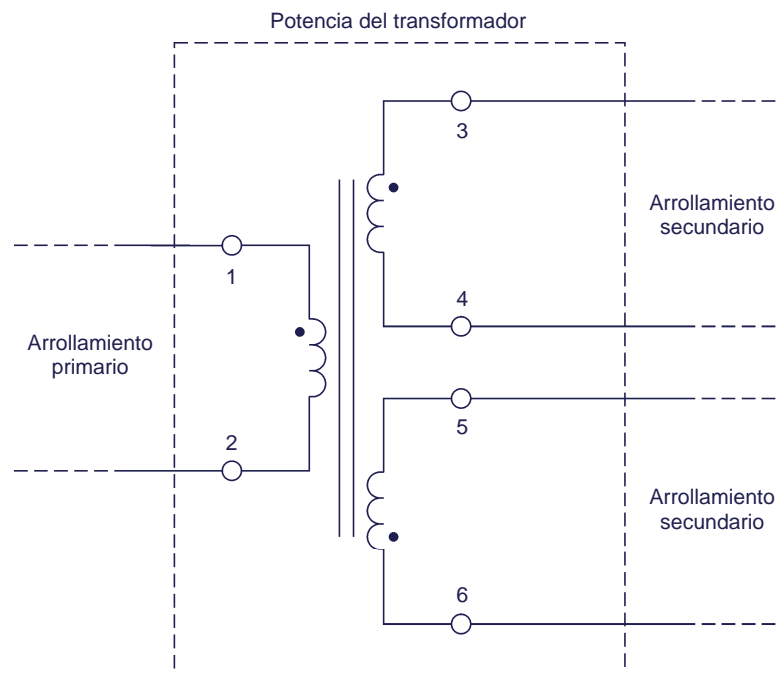 Potencia del transformador
3
Arrollamiento
secundario
1
4
Arrollamiento
primario
5
2
Arrollamiento
secundario
6